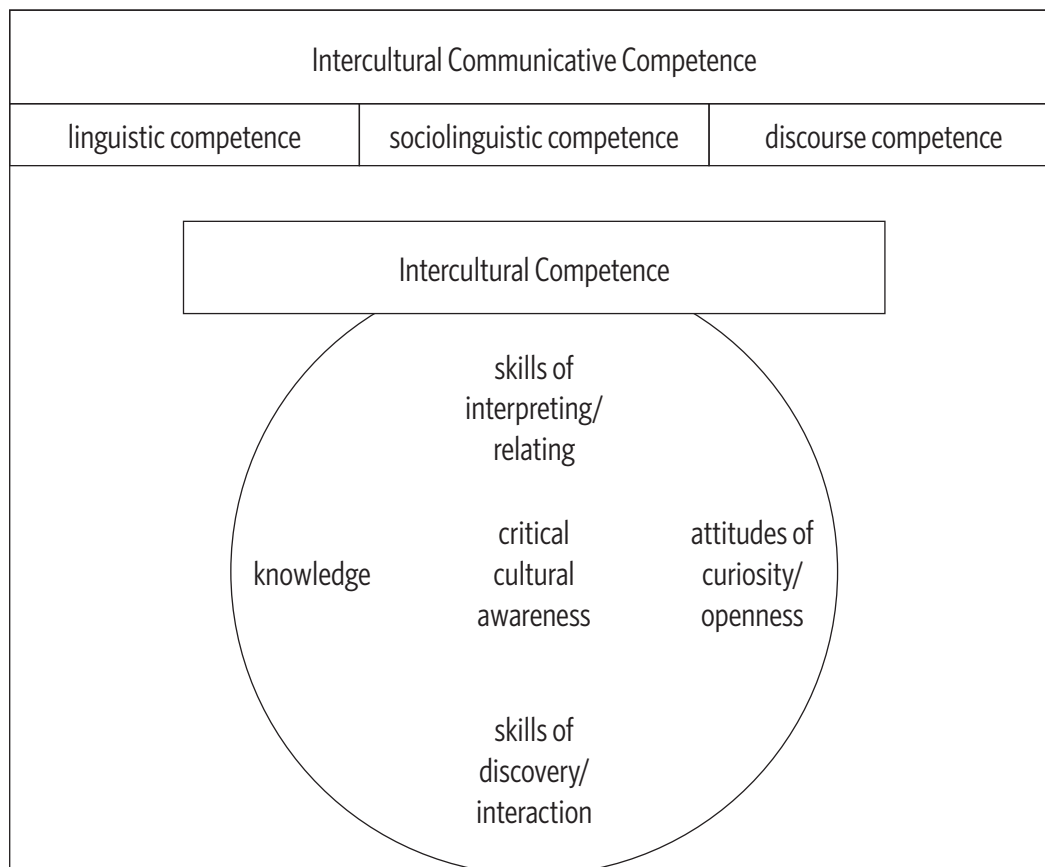 Intercultural Communicative Competence
linguistic competence
sociolinguistic competence
discourse competence
Intercultural Competence
skills of
interpreting/
relating
knowledge
critical
cultural
awareness
attitudes of
curiosity/
openness
skills of
discovery/
interaction